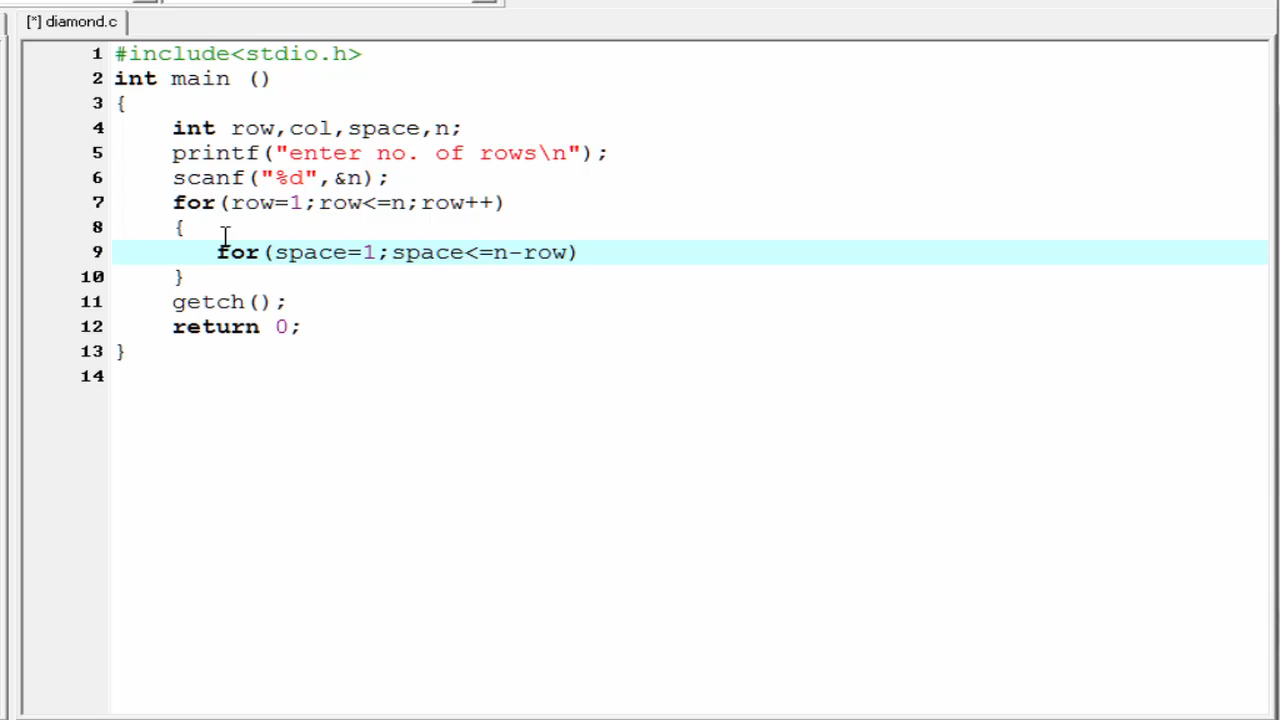 [*] diamond.c
1 #include<stdio.h>
2 int main ()
3 {
4 int row,col,space,n;
5 printf("enter no. of rows\n");
6 scanf("%d",&n);
7 for(row=1;row<=n;row++)
8 {
9 for(space=1;space<=n-row)
10 }
11 getch();
12 return 0;
13 }
14